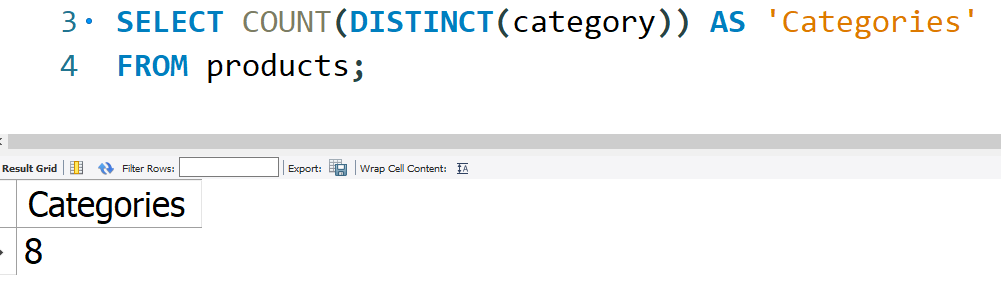 3 SELECT COUNT(DISTINCT(category)) AS 'Categories'
4 FROM products;
Result Grid Filter Rows: Export: Wrap Cell Content: IA
Categories
8